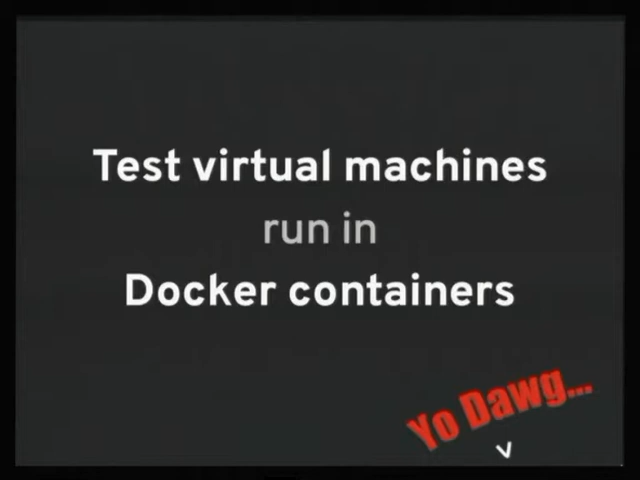 Test virtual machines
run in
Docker containers
Yo Dawg...
v